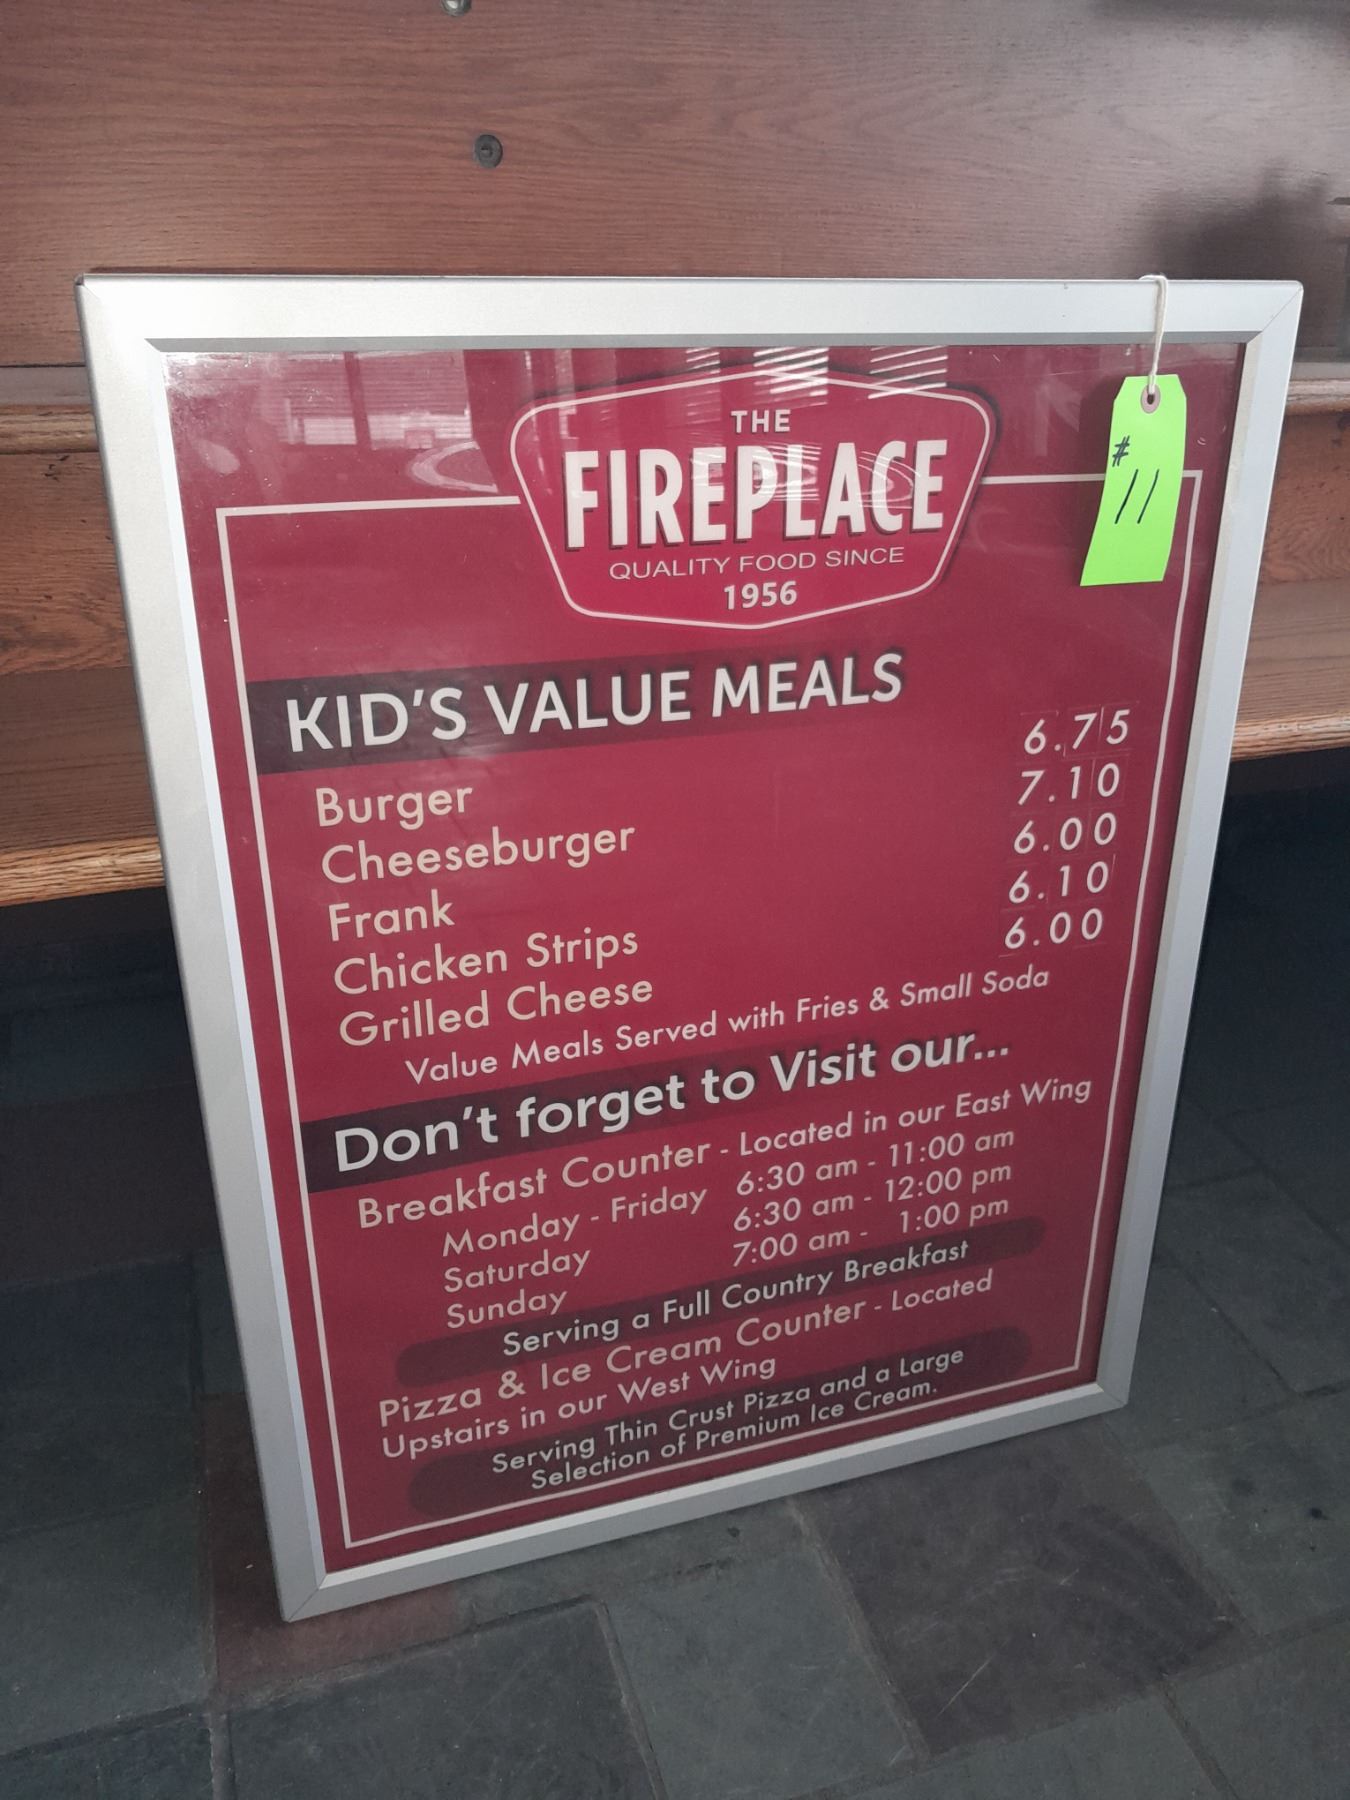 THE
FIREPLACE
QUALITY FOOD SINCE
1956
# 11
KID'S VALUE MEALS
Burger 6.75
Cheeseburger 7.10
Frank 6.00
Chicken Strips 6.10
Grilled Cheese 6.00
Value Meals Served with Fries & Small Soda
Don't forget to Visit our...
Breakfast Counter - Located in our East Wing
Monday - Friday 6:30 am - 11:00 am
Saturday 6:30 am - 12:00 pm
Sunday 7:00 am - 1:00 pm
Serving a Full Country Breakfast
Pizza & Ice Cream Counter - Located
Upstairs in our West Wing
Serving Thin Crust Pizza and a Large
Selection of Premium Ice Cream.